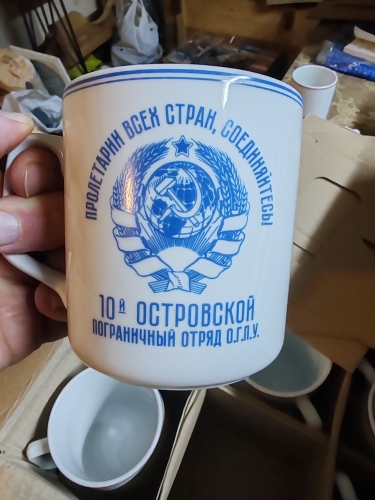 ПРОЛЕТАРИИ ВСЕХ СТРАН, СОЕДИНЯЙТЕСЬ!
10й ОСТРОВСКОЙ
ПОГРАНИЧНЫЙ ОТРЯД О.Г.П.У.